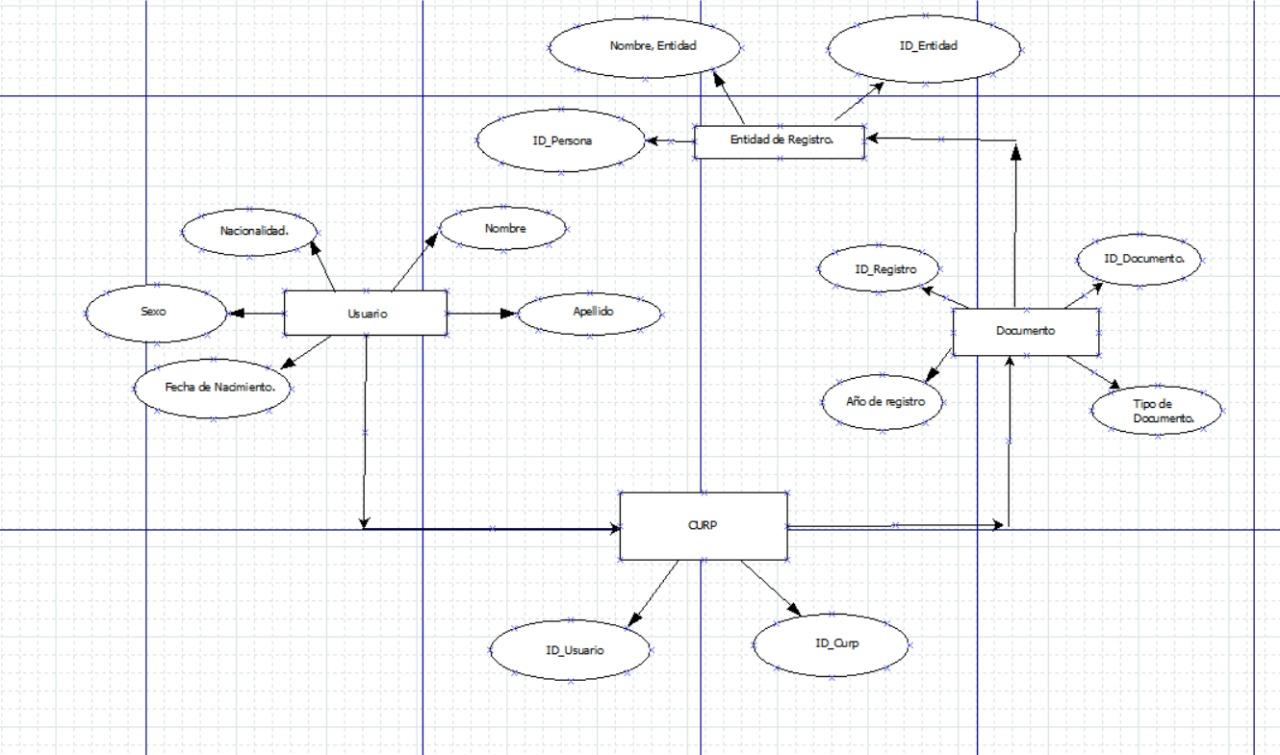 Nombre, Entidad
ID_Entidad
ID_Persona
Entidad de Registro.
Nacionalidad.
Nombre
ID_Registro
ID_Documento.
Sexo
Usuario
Apellido
Documento
Fecha de Nacimiento.
Año de registro
Tipo de
Documento.
CURP
ID_Usuario
ID_Curp